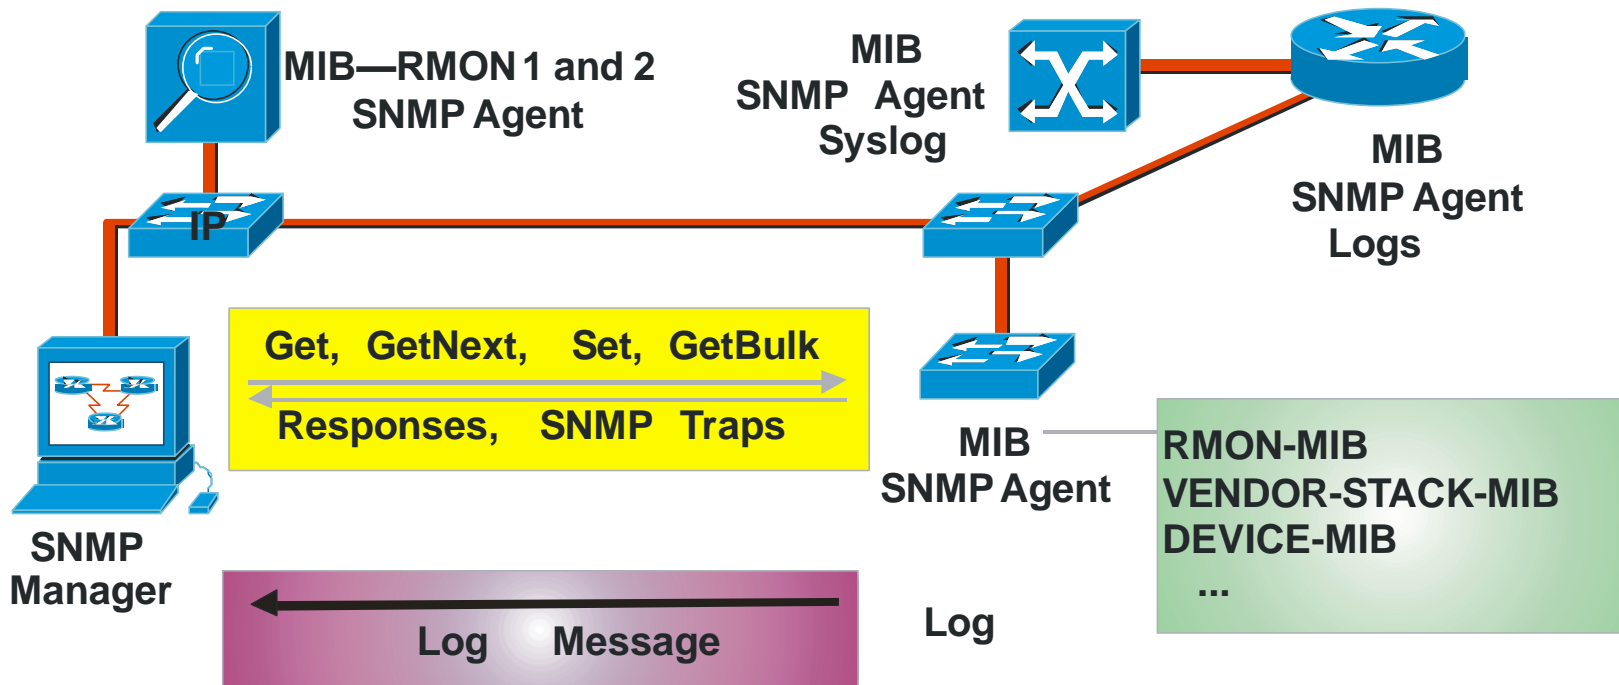 MIB—RMON 1 and 2
SNMP Agent
MIB
SNMP Agent
Syslog
MIB
SNMP Agent
Logs
IP
Get, GetNext, Set, GetBulk
Responses, SNMP Traps
SNMP
Manager
MIB
SNMP Agent
RMON-MIB
VENDOR-STACK-MIB
DEVICE-MIB
...
Log Message
Log